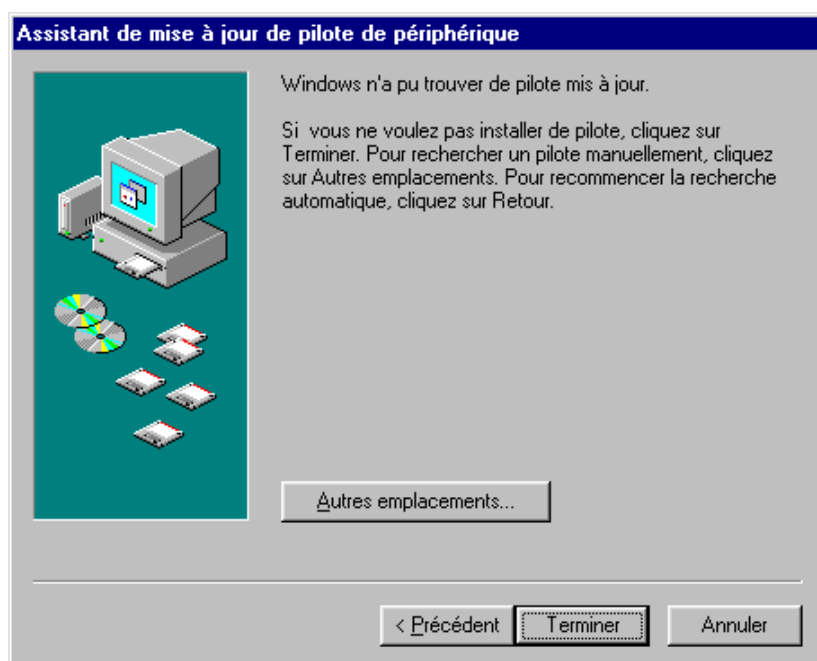 Assistant de mise à jour de pilote de périphérique
Windows n'a pu trouver de pilote mis à jour.
Si  vous ne voulez pas installer de pilote, cliquez sur
Terminer. Pour rechercher un pilote manuellement, cliquez
sur Autres emplacements. Pour recommencer la recherche
automatique, cliquez sur Retour.
Autres emplacements...
< Précédent
Terminer
Annuler